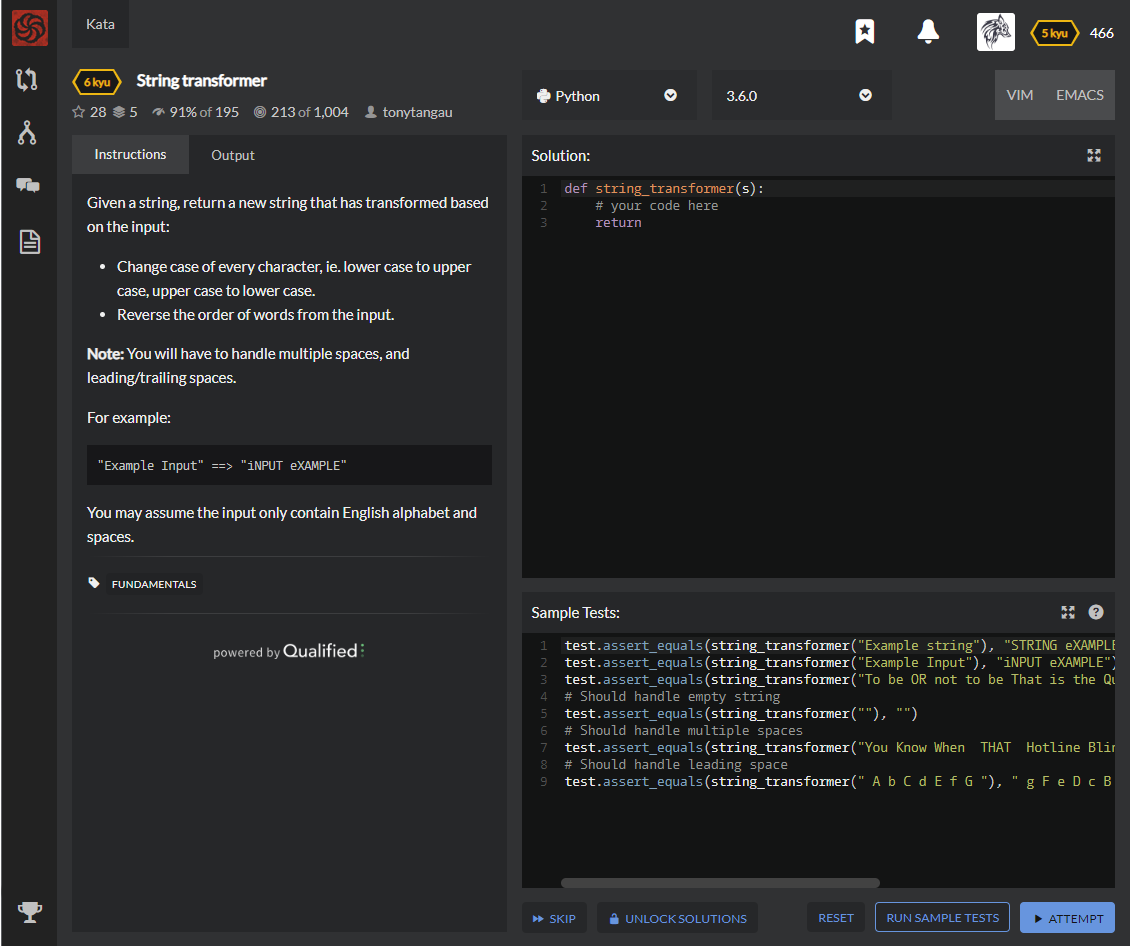 Kata
5 kyu 466
6 kyu String transformer
28 5 91% of 195 213 of 1,004 tonytangau
Python
3.6.0
VIM EMACS
Instructions Output
Given a string, return a new string that has transformed based
on the input:
• Change case of every character, ie. lower case to upper
case, upper case to lower case.
• Reverse the order of words from the input.
Note: You will have to handle multiple spaces, and
leading/trailing spaces.
For example:
"Example Input" ==> "iNPUT eXAMPLE"
You may assume the input only contain English alphabet and
spaces.
FUNDAMENTALS
powered by Qualified
Solution:
1 def string_transformer(s):
2     # your code here
3     return
Sample Tests:
1 test.assert_equals(string_transformer("Example string"), "STRING eXAMPLE
2 test.assert_equals(string_transformer("Example Input"), "iNPUT eXAMPLE")
3 test.assert_equals(string_transformer("To be OR not to be That is the Qu
4 # Should handle empty string
5 test.assert_equals(string_transformer(""), "")
6 # Should handle multiple spaces
7 test.assert_equals(string_transformer("You Know When  THAT  Hotline Blin
8 # Should handle leading space
9 test.assert_equals(string_transformer(" A b C d E f G "), " g F e D c B
SKIP UNLOCK SOLUTIONS RESET RUN SAMPLE TESTS ATTEMPT